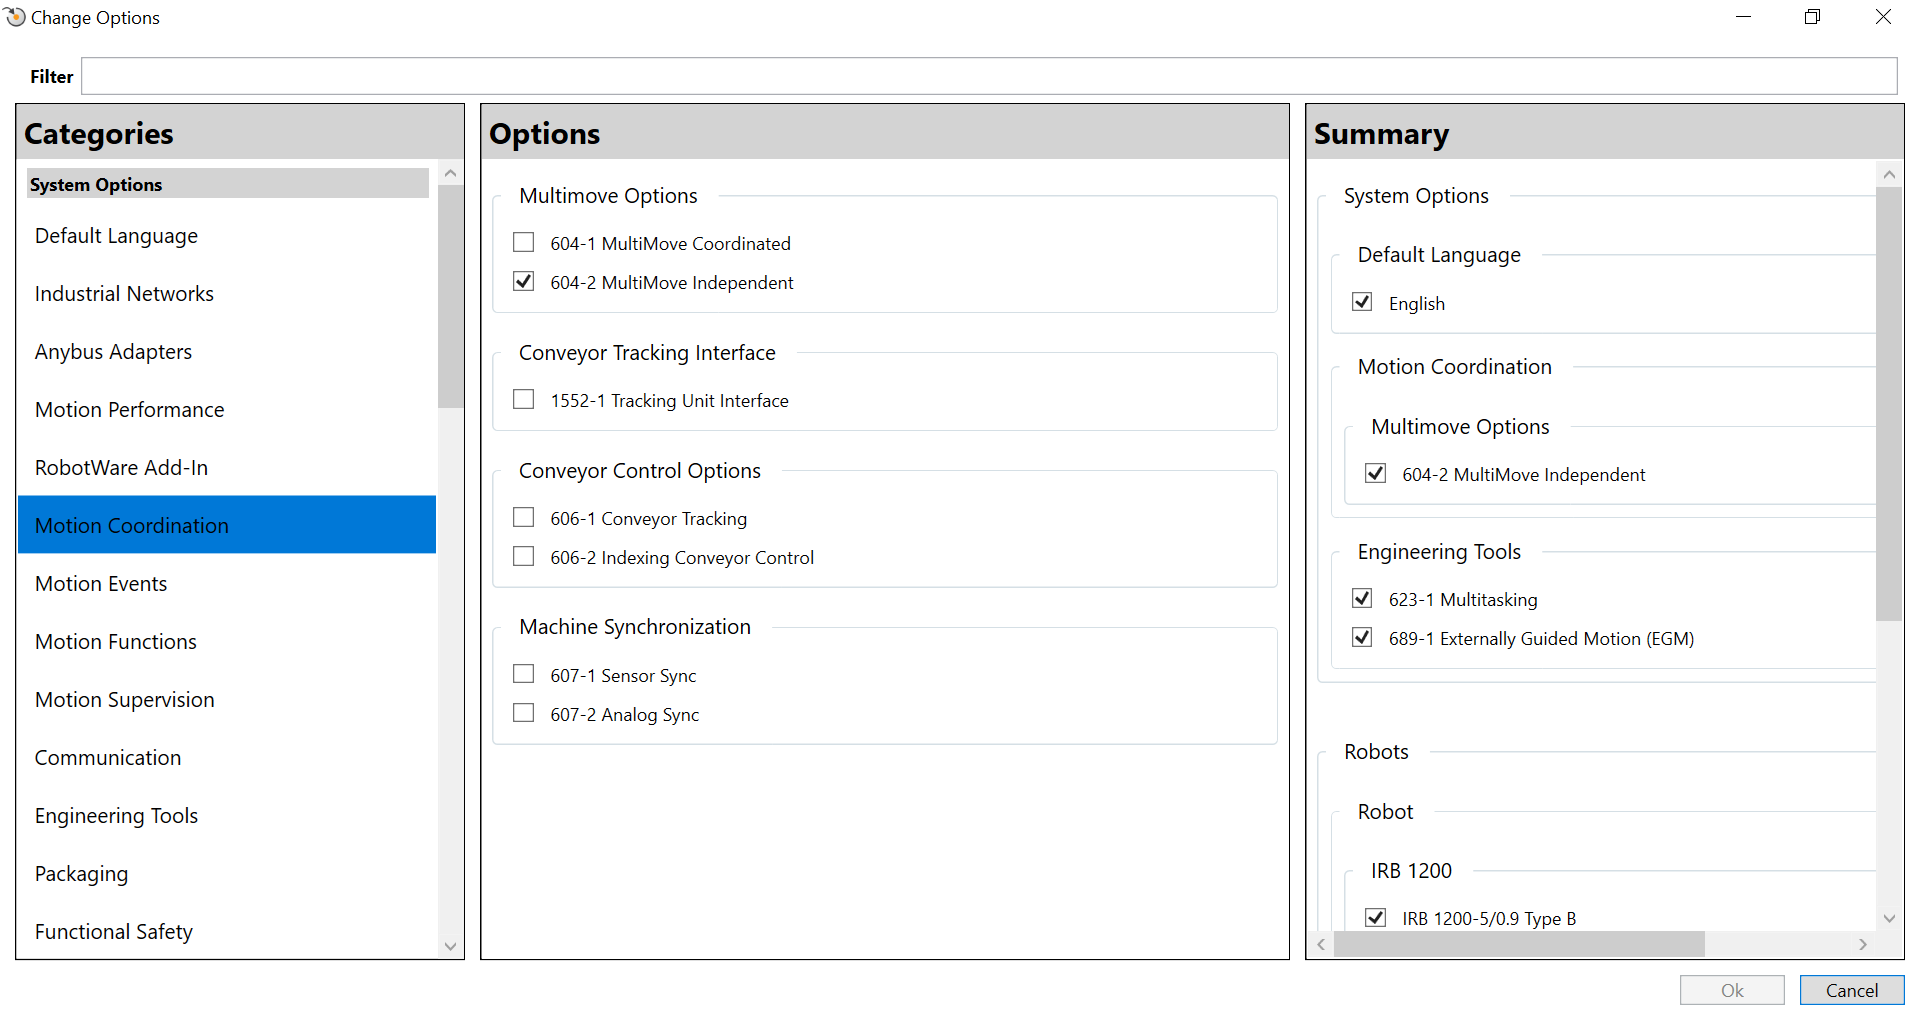 Change Options
Filter
Categories
System Options
Default Language
Industrial Networks
Anybus Adapters
Motion Performance
RobotWare Add-In
Motion Coordination
Motion Events
Motion Functions
Motion Supervision
Communication
Engineering Tools
Packaging
Functional Safety
Options
Multimove Options
604-1 MultiMove Coordinated
604-2 MultiMove Independent
Conveyor Tracking Interface
1552-1 Tracking Unit Interface
Conveyor Control Options
606-1 Conveyor Tracking
606-2 Indexing Conveyor Control
Machine Synchronization
607-1 Sensor Sync
607-2 Analog Sync
Summary
System Options
Default Language
English
Motion Coordination
Multimove Options
604-2 MultiMove Independent
Engineering Tools
623-1 Multitasking
689-1 Externally Guided Motion (EGM)
Robots
Robot
IRB 1200
IRB 1200-5/0.9 Type B
Ok
Cancel